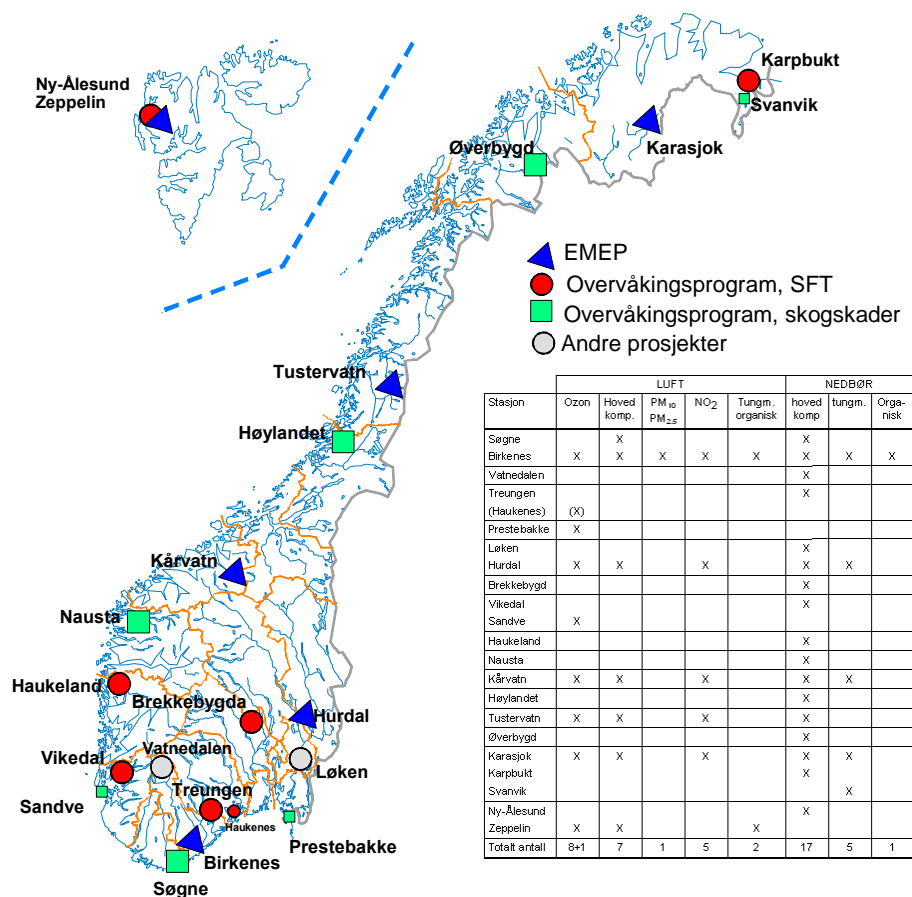 Karpbukt
Ny-Ålesund
Zeppelin
Svanvik
Øverbygd
Karasjok
EMEP
Overvåkingsprogram, SFT
Overvåkingsprogram, skogskader
Andre prosjekter
Tustervatn
Høylandet
Kårvatn
Nausta
Haukeland
Brekkebygda
Hurdal
Vatnedalen
Vikedal
Løken
Treungen
Sandve
Haukenes
Prestebakke
Birkenes
Søgne
LUFT NEDBØR
Stasjon Ozon Hoved komp. PM10 PM2.5 NO2 Tungm. organisk hoved komp tungm. Orga-nisk
Søgne X X
Birkenes X X X X X X X X
Vatnedalen X
Treungen X
(Haukenes) (X)
Prestebakke X
Løken X
Hurdal X X X X X
Brekkebygd X
Vikedal X
Sandve X
Haukeland X
Nausta X
Kårvatn X X X X X
Høylandet X
Tustervatn X X X X
Øverbygd X
Karasjok X X X X X
Karpbukt X
Svanvik X
Ny-Ålesund X
Zeppelin X X X
Totalt antall 8+1 7 1 5 2 17 5 1